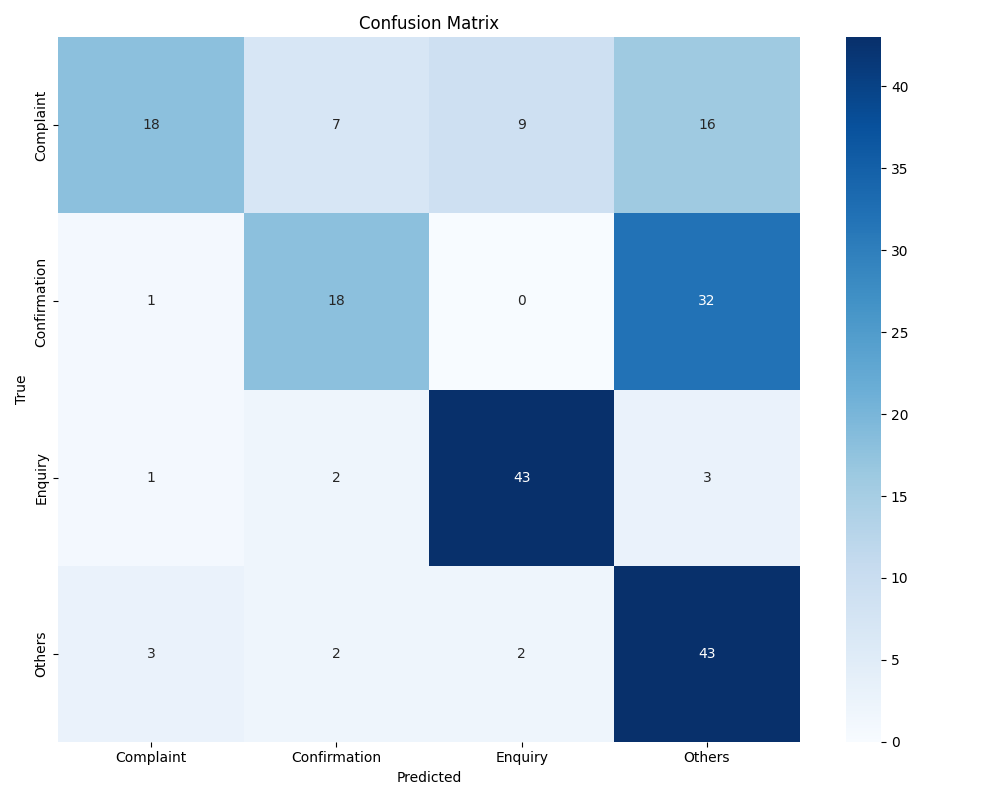 Confusion Matrix
Complaint
18 7 9 16
Confirmation
1 18 0 32
Enquiry
1 2 43 3
Others
3 2 2 43
True
Complaint Confirmation Enquiry Others
Predicted
40
35
30
25
20
15
10
5
0